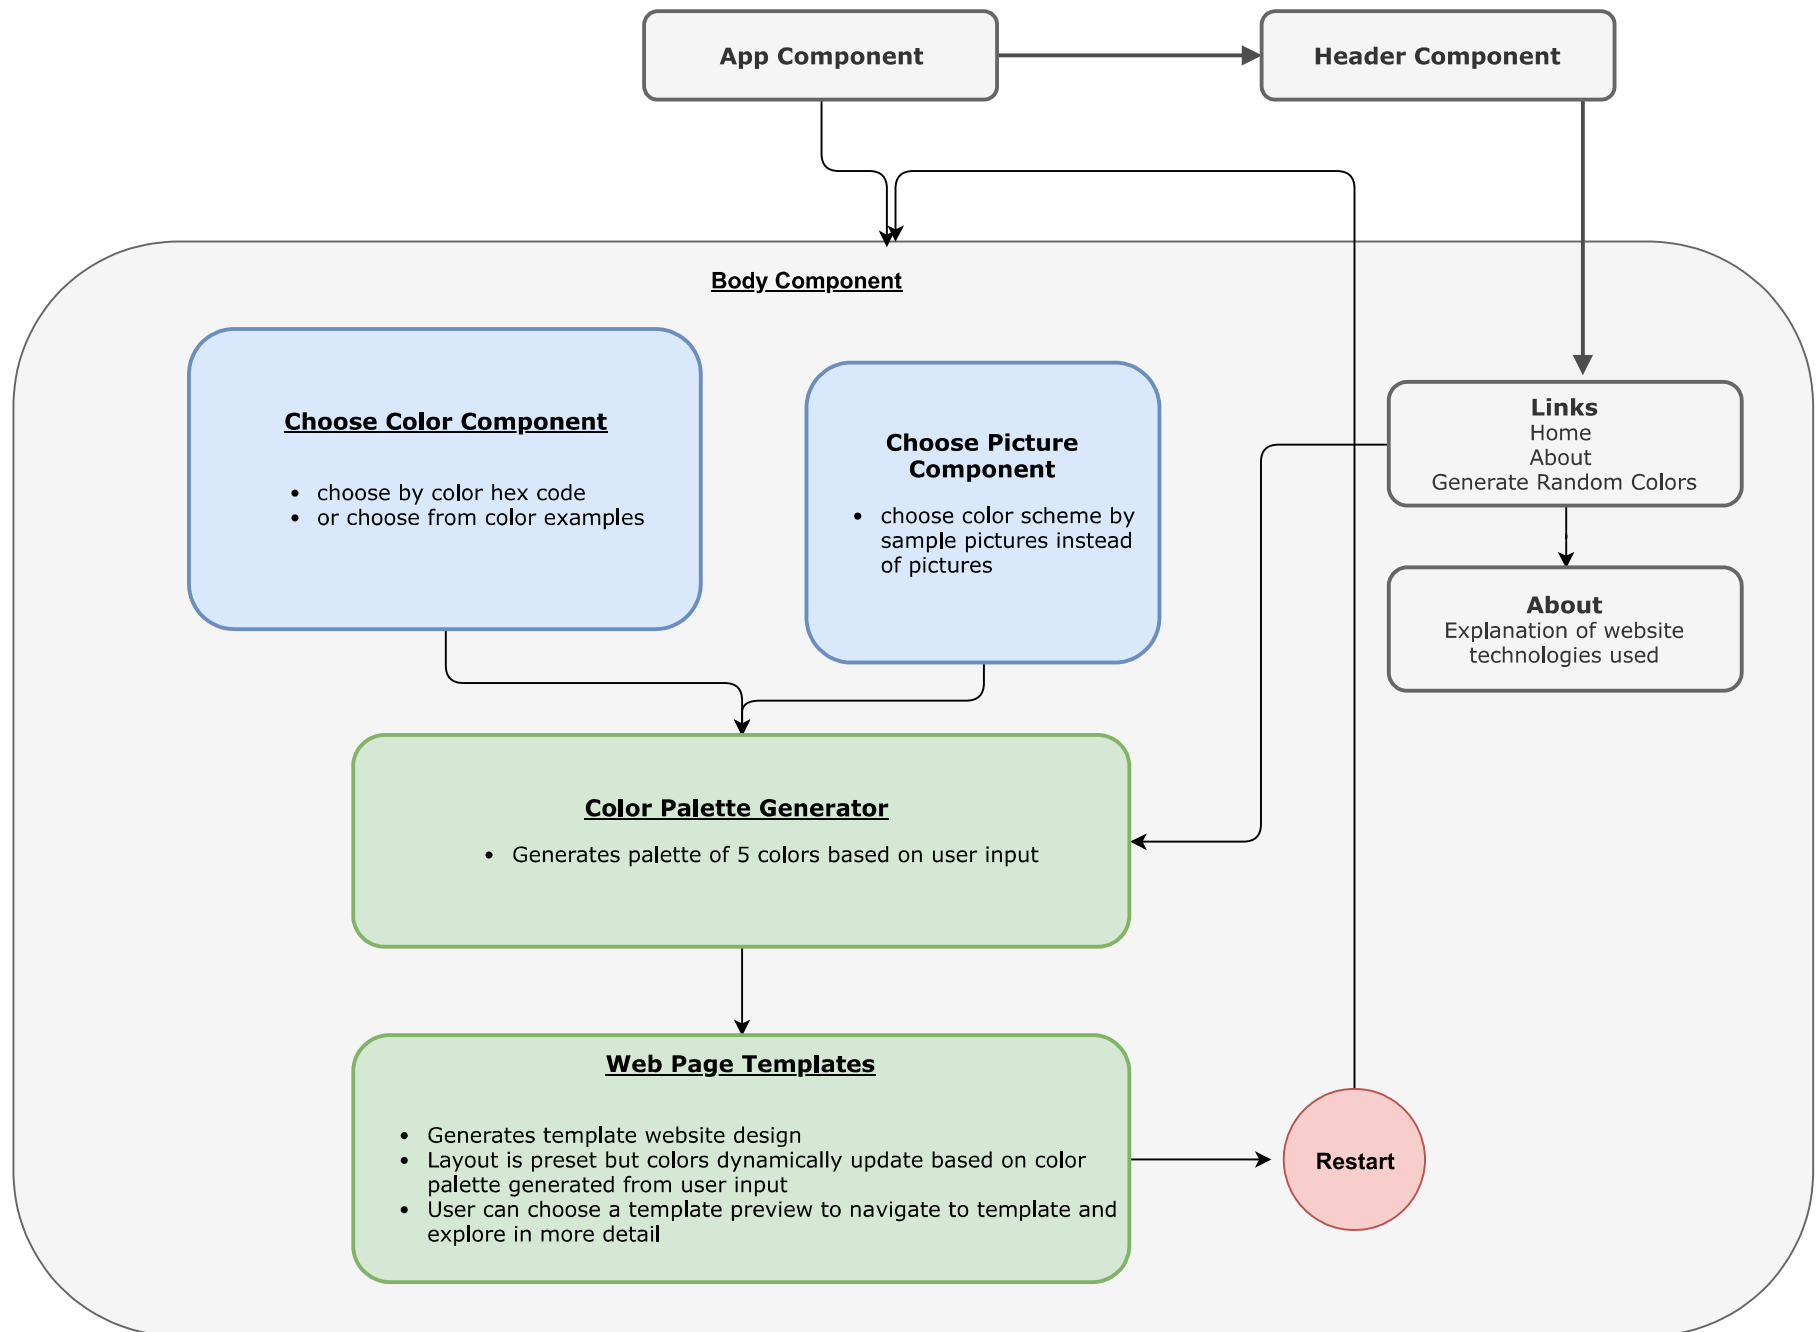 App Component
Header Component
Body Component
Choose Color Component
• choose by color hex code
• or choose from color examples
Choose Picture
Component
• choose color scheme by
sample pictures instead
of pictures
Links
Home
About
Generate Random Colors
About
Explanation of website
technologies used
Color Palette Generator
• Generates palette of 5 colors based on user input
Web Page Templates
• Generates template website design
• Layout is preset but colors dynamically update based on color
palette generated from user input
• User can choose a template preview to navigate to template and
explore in more detail
Restart